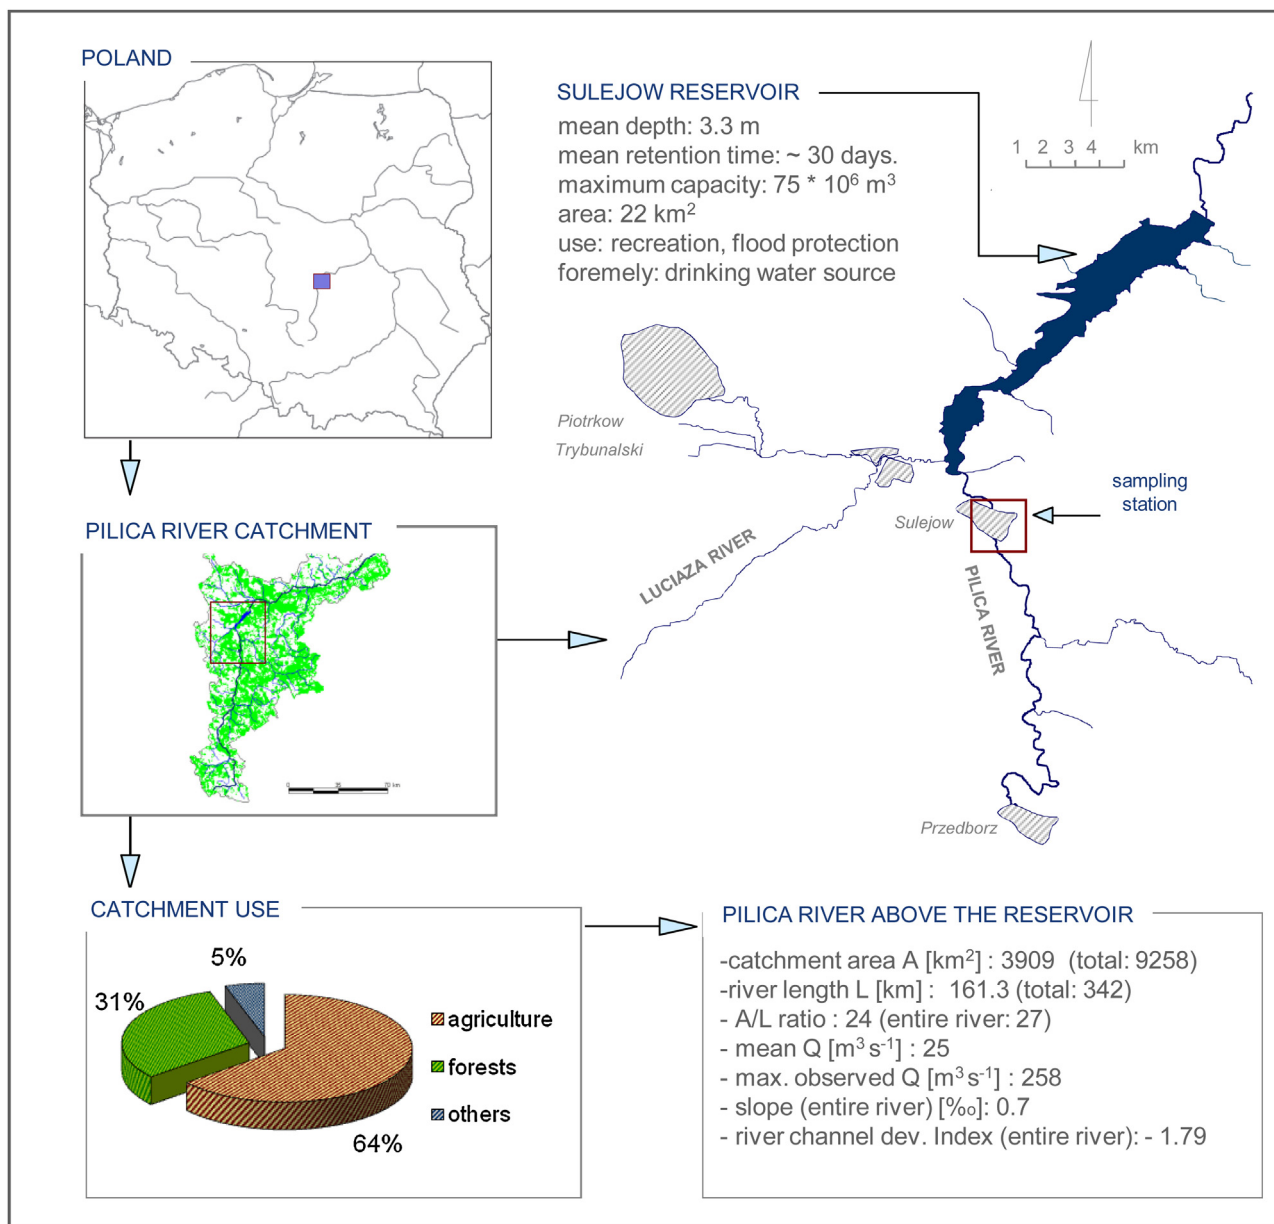 POLAND
SULEJOW RESERVOIR
mean depth: 3.3 m
mean retention time: ~ 30 days.
maximum capacity: 75 * 10⁶ m³
area: 22 km²
use: recreation, flood protection
foremely: drinking water source
1 2 3 4 km
Piotrkow
Trybunalski
sampling
station
Sulejow
LUCIAZA RIVER
PILICA RIVER
Przedborz
PILICA RIVER CATCHMENT
0 35 70 km
CATCHMENT USE
5%
31%
64%
agriculture
forests
others
PILICA RIVER ABOVE THE RESERVOIR
-catchment area A [km²] : 3909 (total: 9258)
-river length L [km] : 161.3 (total: 342)
- A/L ratio : 24 (entire river: 27)
- mean Q [m³ s⁻¹] : 25
- max. observed Q [m³ s⁻¹] : 258
- slope (entire river) [‰]: 0.7
- river channel dev. Index (entire river): - 1.79